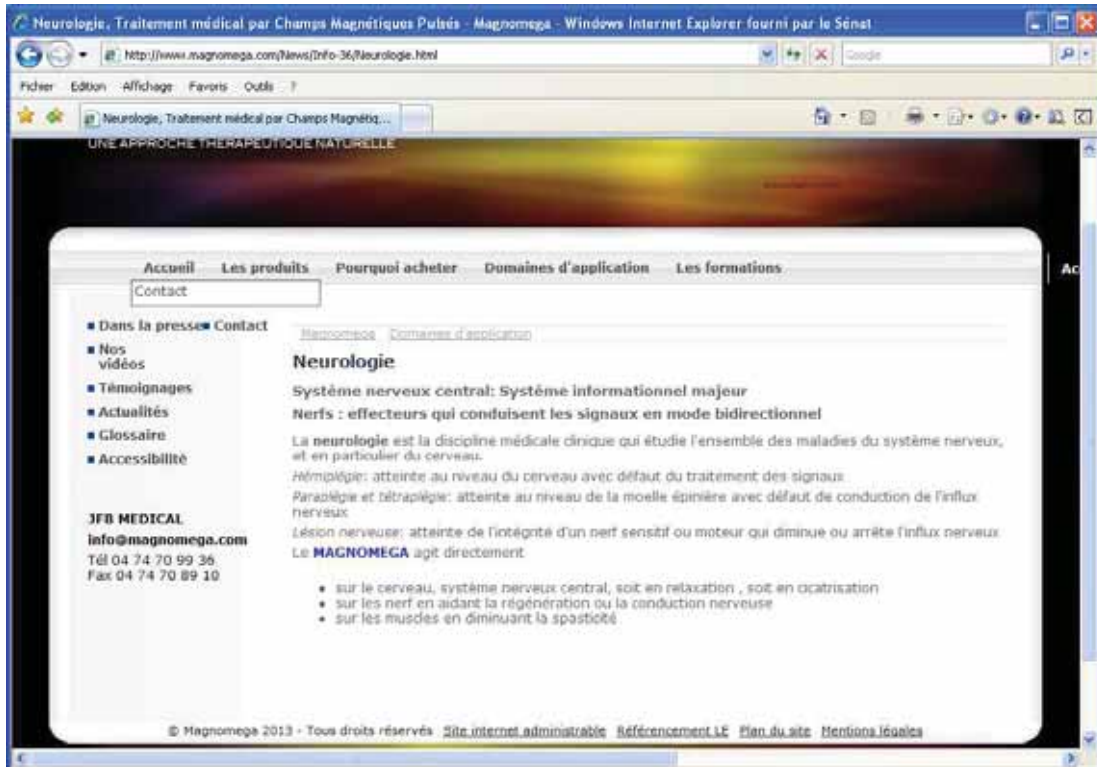 Neurologie, Traitement médical par Champs Magnétiques Pulsés - Magnomega - Windows Internet Explorer fourni par le Sénat
http://www.magnomega.com/News/Info-36/Neurologie.html
Google
Fichier Edition Affichage Favoris Outils ?
Neurologie, Traitement médical par Champs Magnétiq...
UNE APPROCHE THERAPEUTIQUE NATURELLE
Accueil Les produits Pourquoi acheter Domaines d'application Les formations
Ac
Contact
Dans la presse Contact
Nos
vidéos
Témoignages
Actualités
Glossaire
Accessibilité
JFB MEDICAL
info@magnomega.com
Tél 04 74 70 99 36
Fax 04 74 70 89 10
Magnomega Domaines d'application
Neurologie
Système nerveux central: Système informationnel majeur
Nerfs : effecteurs qui conduisent les signaux en mode bidirectionnel
La neurologie est la discipline médicale clinique qui étudie l'ensemble des maladies du système nerveux,
et en particulier du cerveau.
Hémiplégie: atteinte au niveau du cerveau avec défaut du traitement des signaux
Paraplégie et tétraplégie: atteinte au niveau de la moelle épinière avec défaut de conduction de l'influx
nerveux
Lésion nerveuse: atteinte de l'intégrité d'un nerf sensitif ou moteur qui diminue ou arrête l'influx nerveux
Le MAGNOMEGA agit directement
sur le cerveau, système nerveux central, soit en relaxation , soit en cicatrisation
sur les nerf en aidant la régénération ou la conduction nerveuse
sur les muscles en diminuant la spasticité
© Magnomega 2013 - Tous droits réservés Site internet administrable Référencement LE Plan du site Mentions légales